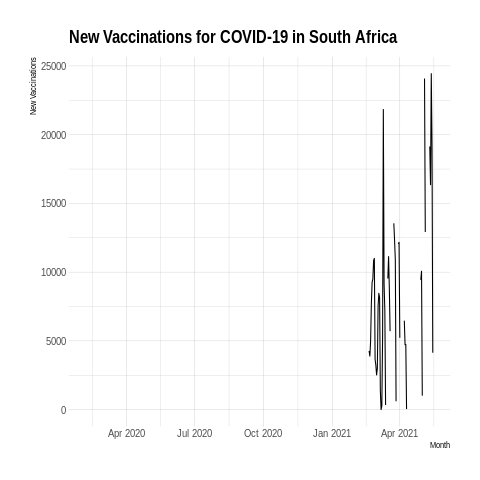 New Vaccinations for COVID-19 in South Africa
New Vaccinations
25000
20000
15000
10000
5000
0
Apr 2020 Jul 2020 Oct 2020 Jan 2021 Apr 2021
Month